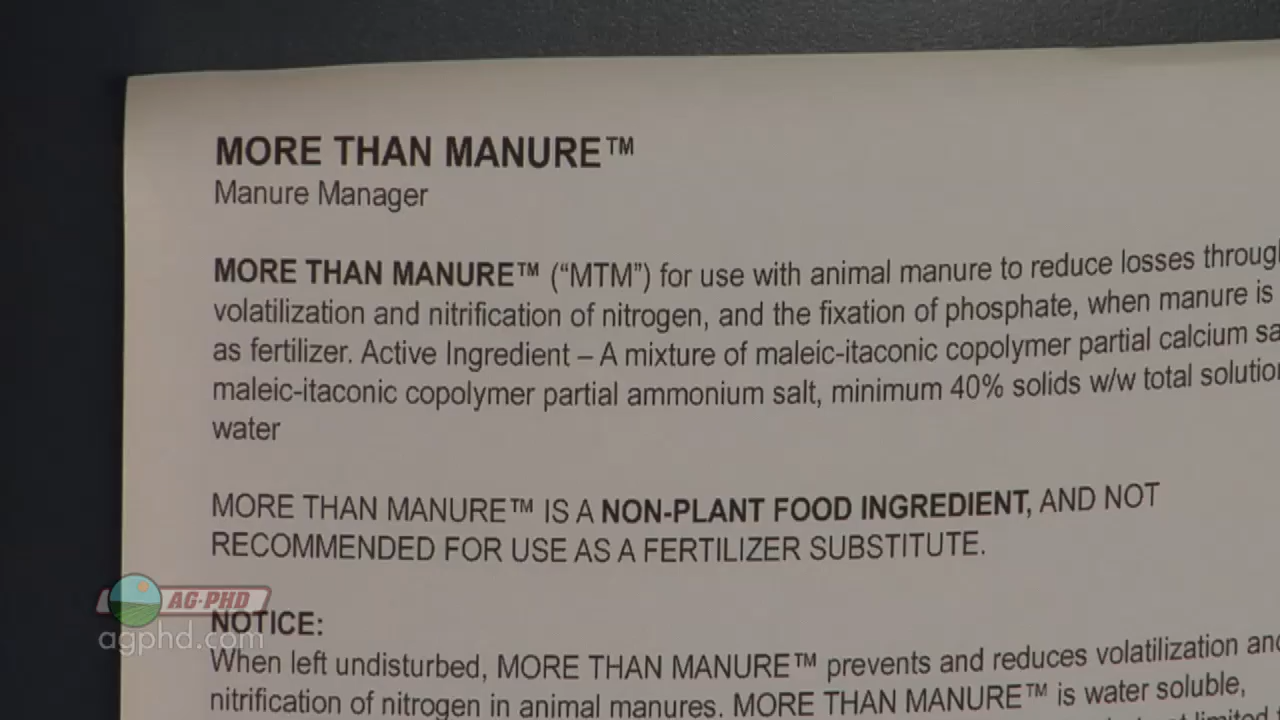 MORE THAN MANURE™
Manure Manager
MORE THAN MANURE™ (“MTM”) for use with animal manure to reduce losses through
volatilization and nitrification of nitrogen, and the fixation of phosphate, when manure is
as fertilizer. Active Ingredient – A mixture of maleic-itaconic copolymer partial calcium
maleic-itaconic copolymer partial ammonium salt, minimum 40% solids w/w total solution
water
MORE THAN MANURE™ IS A NON-PLANT FOOD INGREDIENT, AND NOT
RECOMMENDED FOR USE AS A FERTILIZER SUBSTITUTE.
AG·PHD
agphd.com
NOTICE:
When left undisturbed, MORE THAN MANURE™ prevents and reduces volatilization and
nitrification of nitrogen in animal manures. MORE THAN MANURE™ is water soluble,
limited